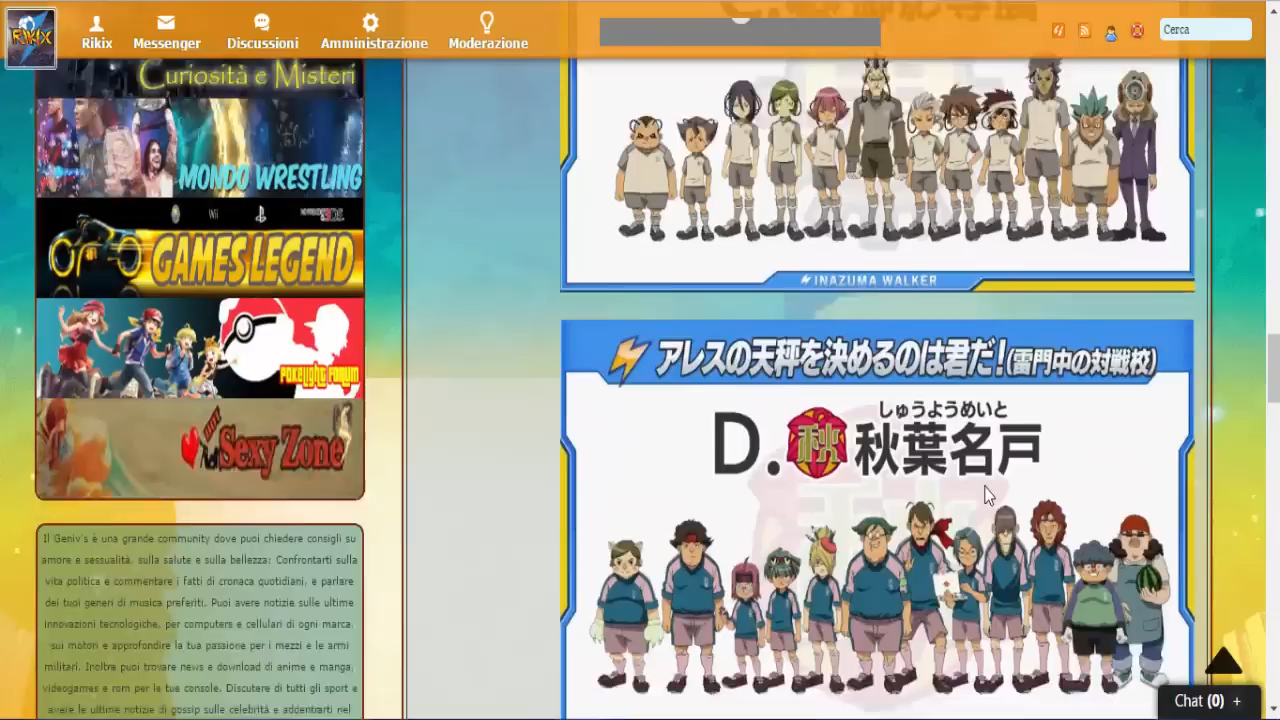 RIKIX
Rikix
Messenger
Discussioni
Amministrazione
Moderazione
Cerca
Curiosità e Misteri
MONDO WRESTLING
Wii
GAMES LEGEND
POKELIGHT FORUM
HOT
Sexy Zone
Il Geniv's è una grande community dove puoi chiedere consigli su
amore e sessualità, sulla salute e sulla bellezza: Confrontarti sulla
vita politica e commentare i fatti di cronaca quotidiani, e parlare
dei tuoi generi di musica preferiti. Puoi avere notizie sulle ultime
innovazioni tecnologiche, per computers e cellulari di ogni marca,
sui motori e approfondire la tua passione per i mezzi e le armi
militari. Inoltre puoi trovare news e download di anime e manga,
videogames e rom per le tue console. Discutere di tutti gli sport e
avere le ultime notizie di gossip sulle celebrità e addentrarti nel
INAZUMA WALKER
アレスの天秤を決めるのは君だ!(雷門中の対戦校)
しゅうようめいと
D. 秋 秋葉名戸
Chat (0) +